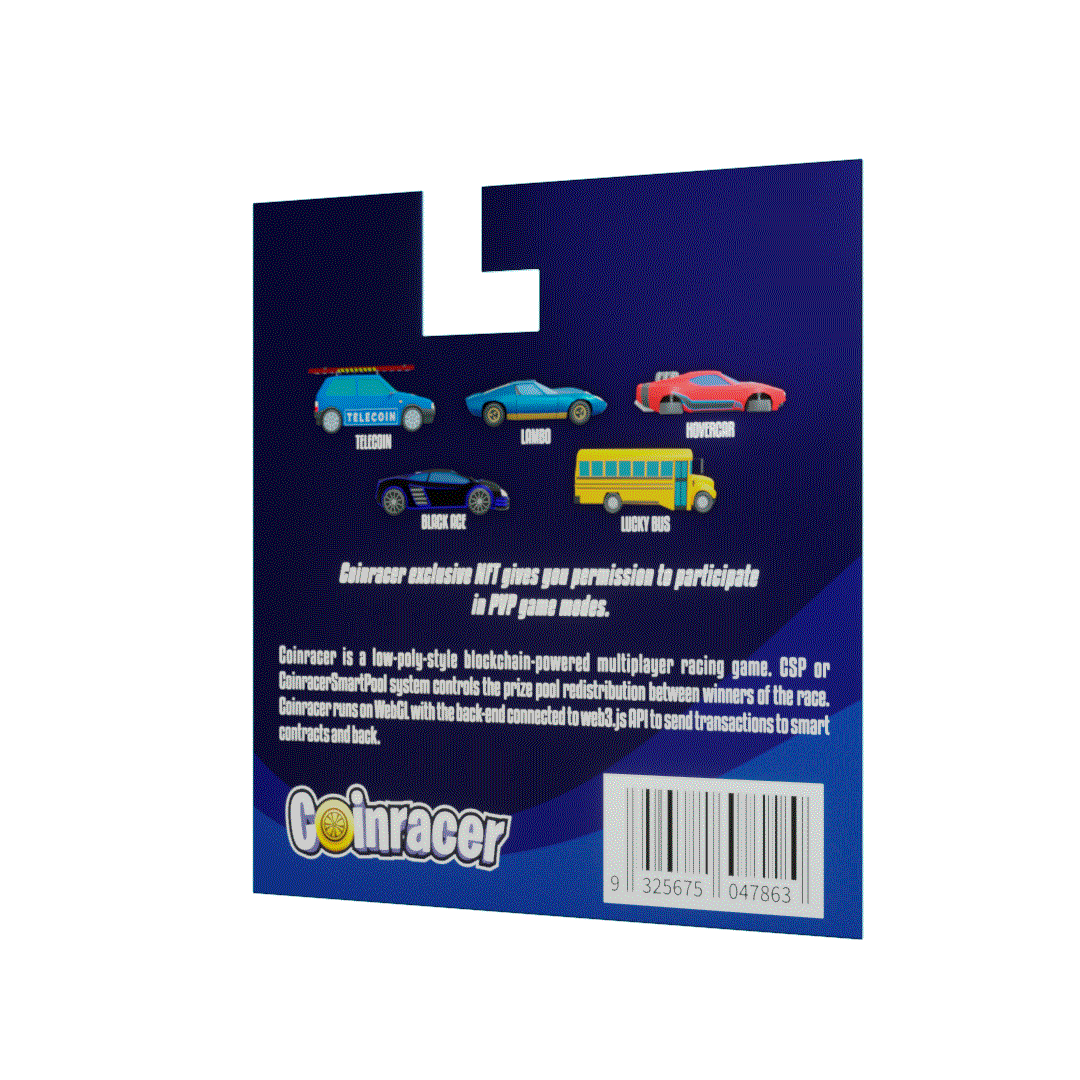 TELECOIN
TELECOIN
LAMBO
HOVERCAR
BLACK ACE
LUCKY BUS
Coinracer exclusive NFT gives you permission to participate
in PVP game modes.
Coinracer is a low-poly-style blockchain-powered multiplayer racing game. CSP or
CoinracerSmartPool system controls the prize pool redistribution between winners of the race.
Coinracer runs on WebGL with the back-end connected to web3.js API to send transactions to smart
contracts and back.
Coinracer
9 325675 047863